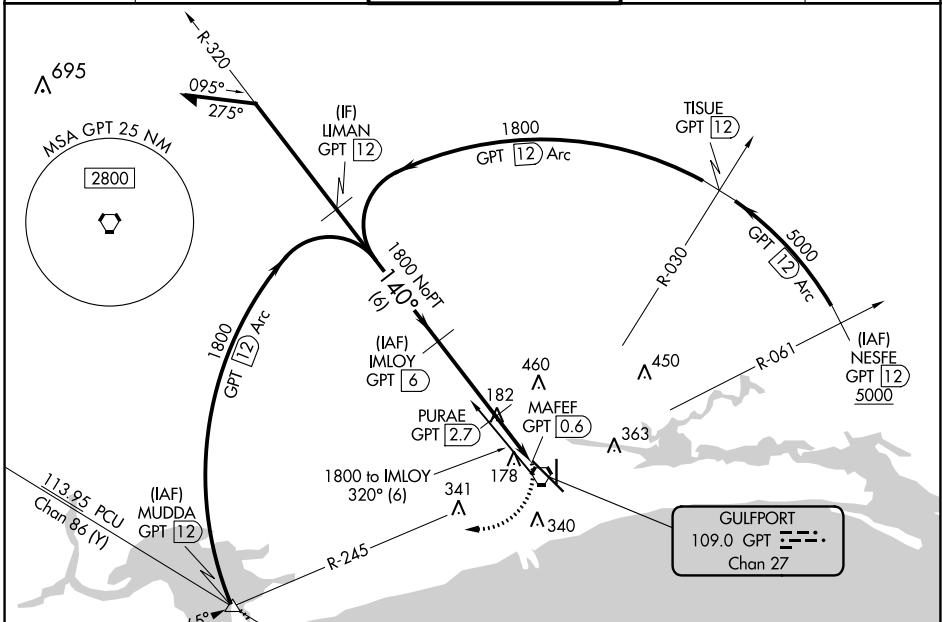 R-320
695
095°
275°
(IF)
LIMAN
GPT 12
TISUE
GPT 12
1800
GPT 12 Arc
MSA GPT 25 NM
2800
5000
GPT 12 Arc
R-030
1800 NoPT
140°
(6)
1800
GPT 12 Arc
(IAF)
IMLOY
GPT 6
R-061
(IAF)
NESFE
GPT 12
5000
460
450
182
MAFEF
GPT 0.6
PURAE
GPT 2.7
363
1800 to IMLOY
320° (6)
178
341
340
113.95 PCU
Chan 86 (Y)
(IAF)
MUDDA
GPT 12
R-245
GULFPORT
109.0 GPT
Chan 27